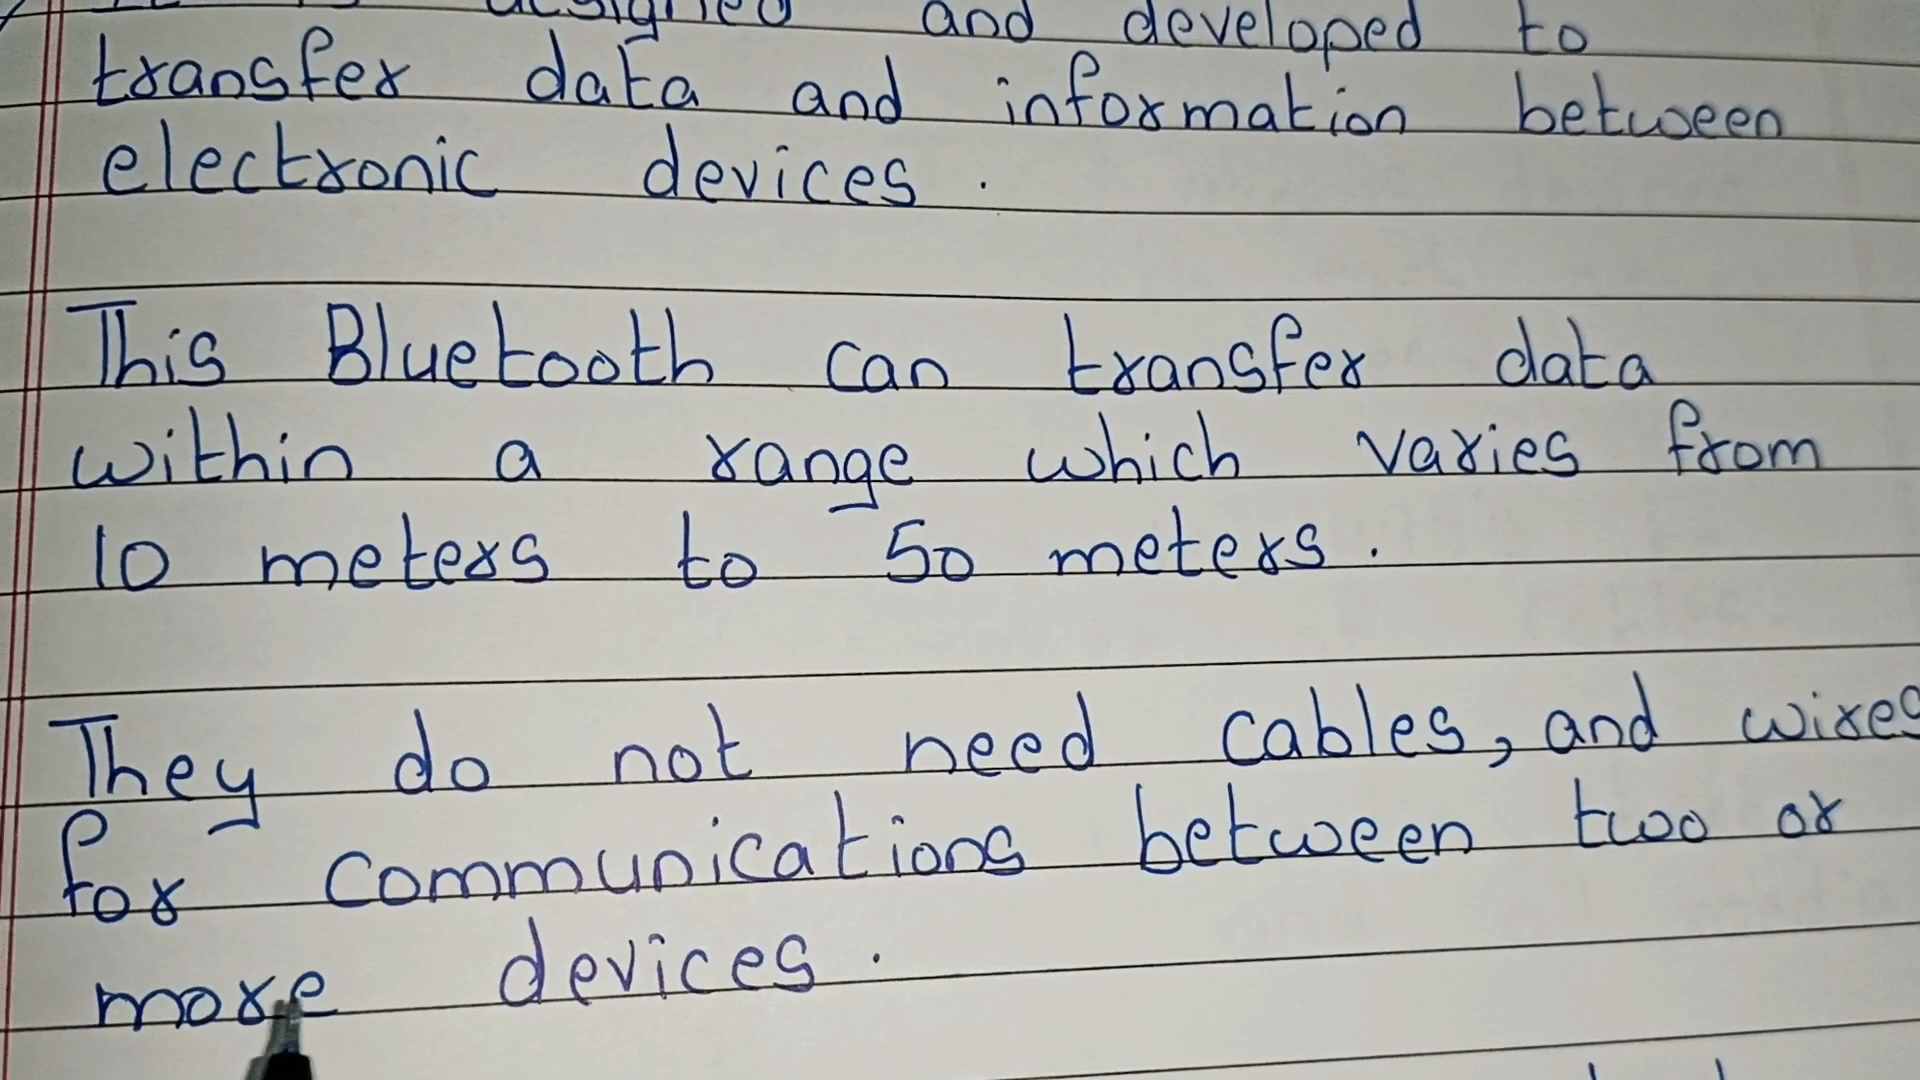 designed and developed to
transfer data and information between
electronic devices.
This Bluetooth can transfer data
within a range which varies from
10 meters to 50 meters.
They do not need cables, and wires
for communications between two or
more devices.